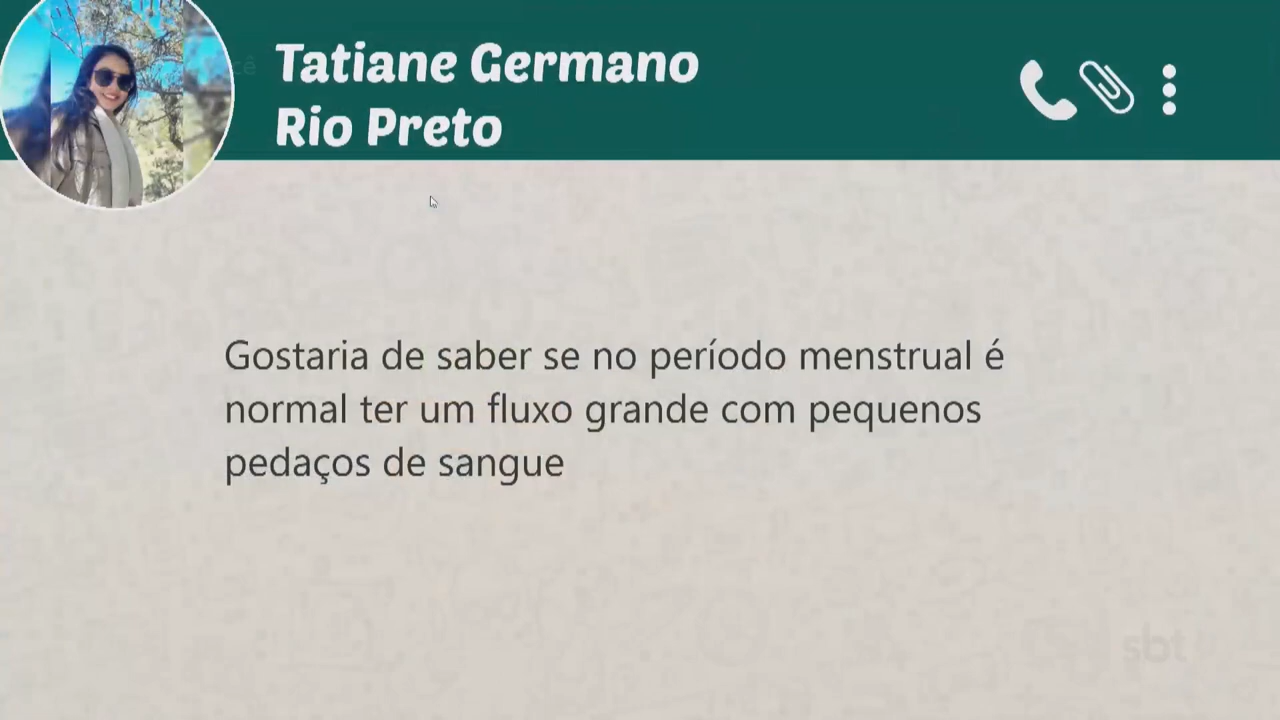 Tatiane Germano
Rio Preto
Gostaria de saber se no período menstrual é
normal ter um fluxo grande com pequenos
pedaços de sangue
sbt